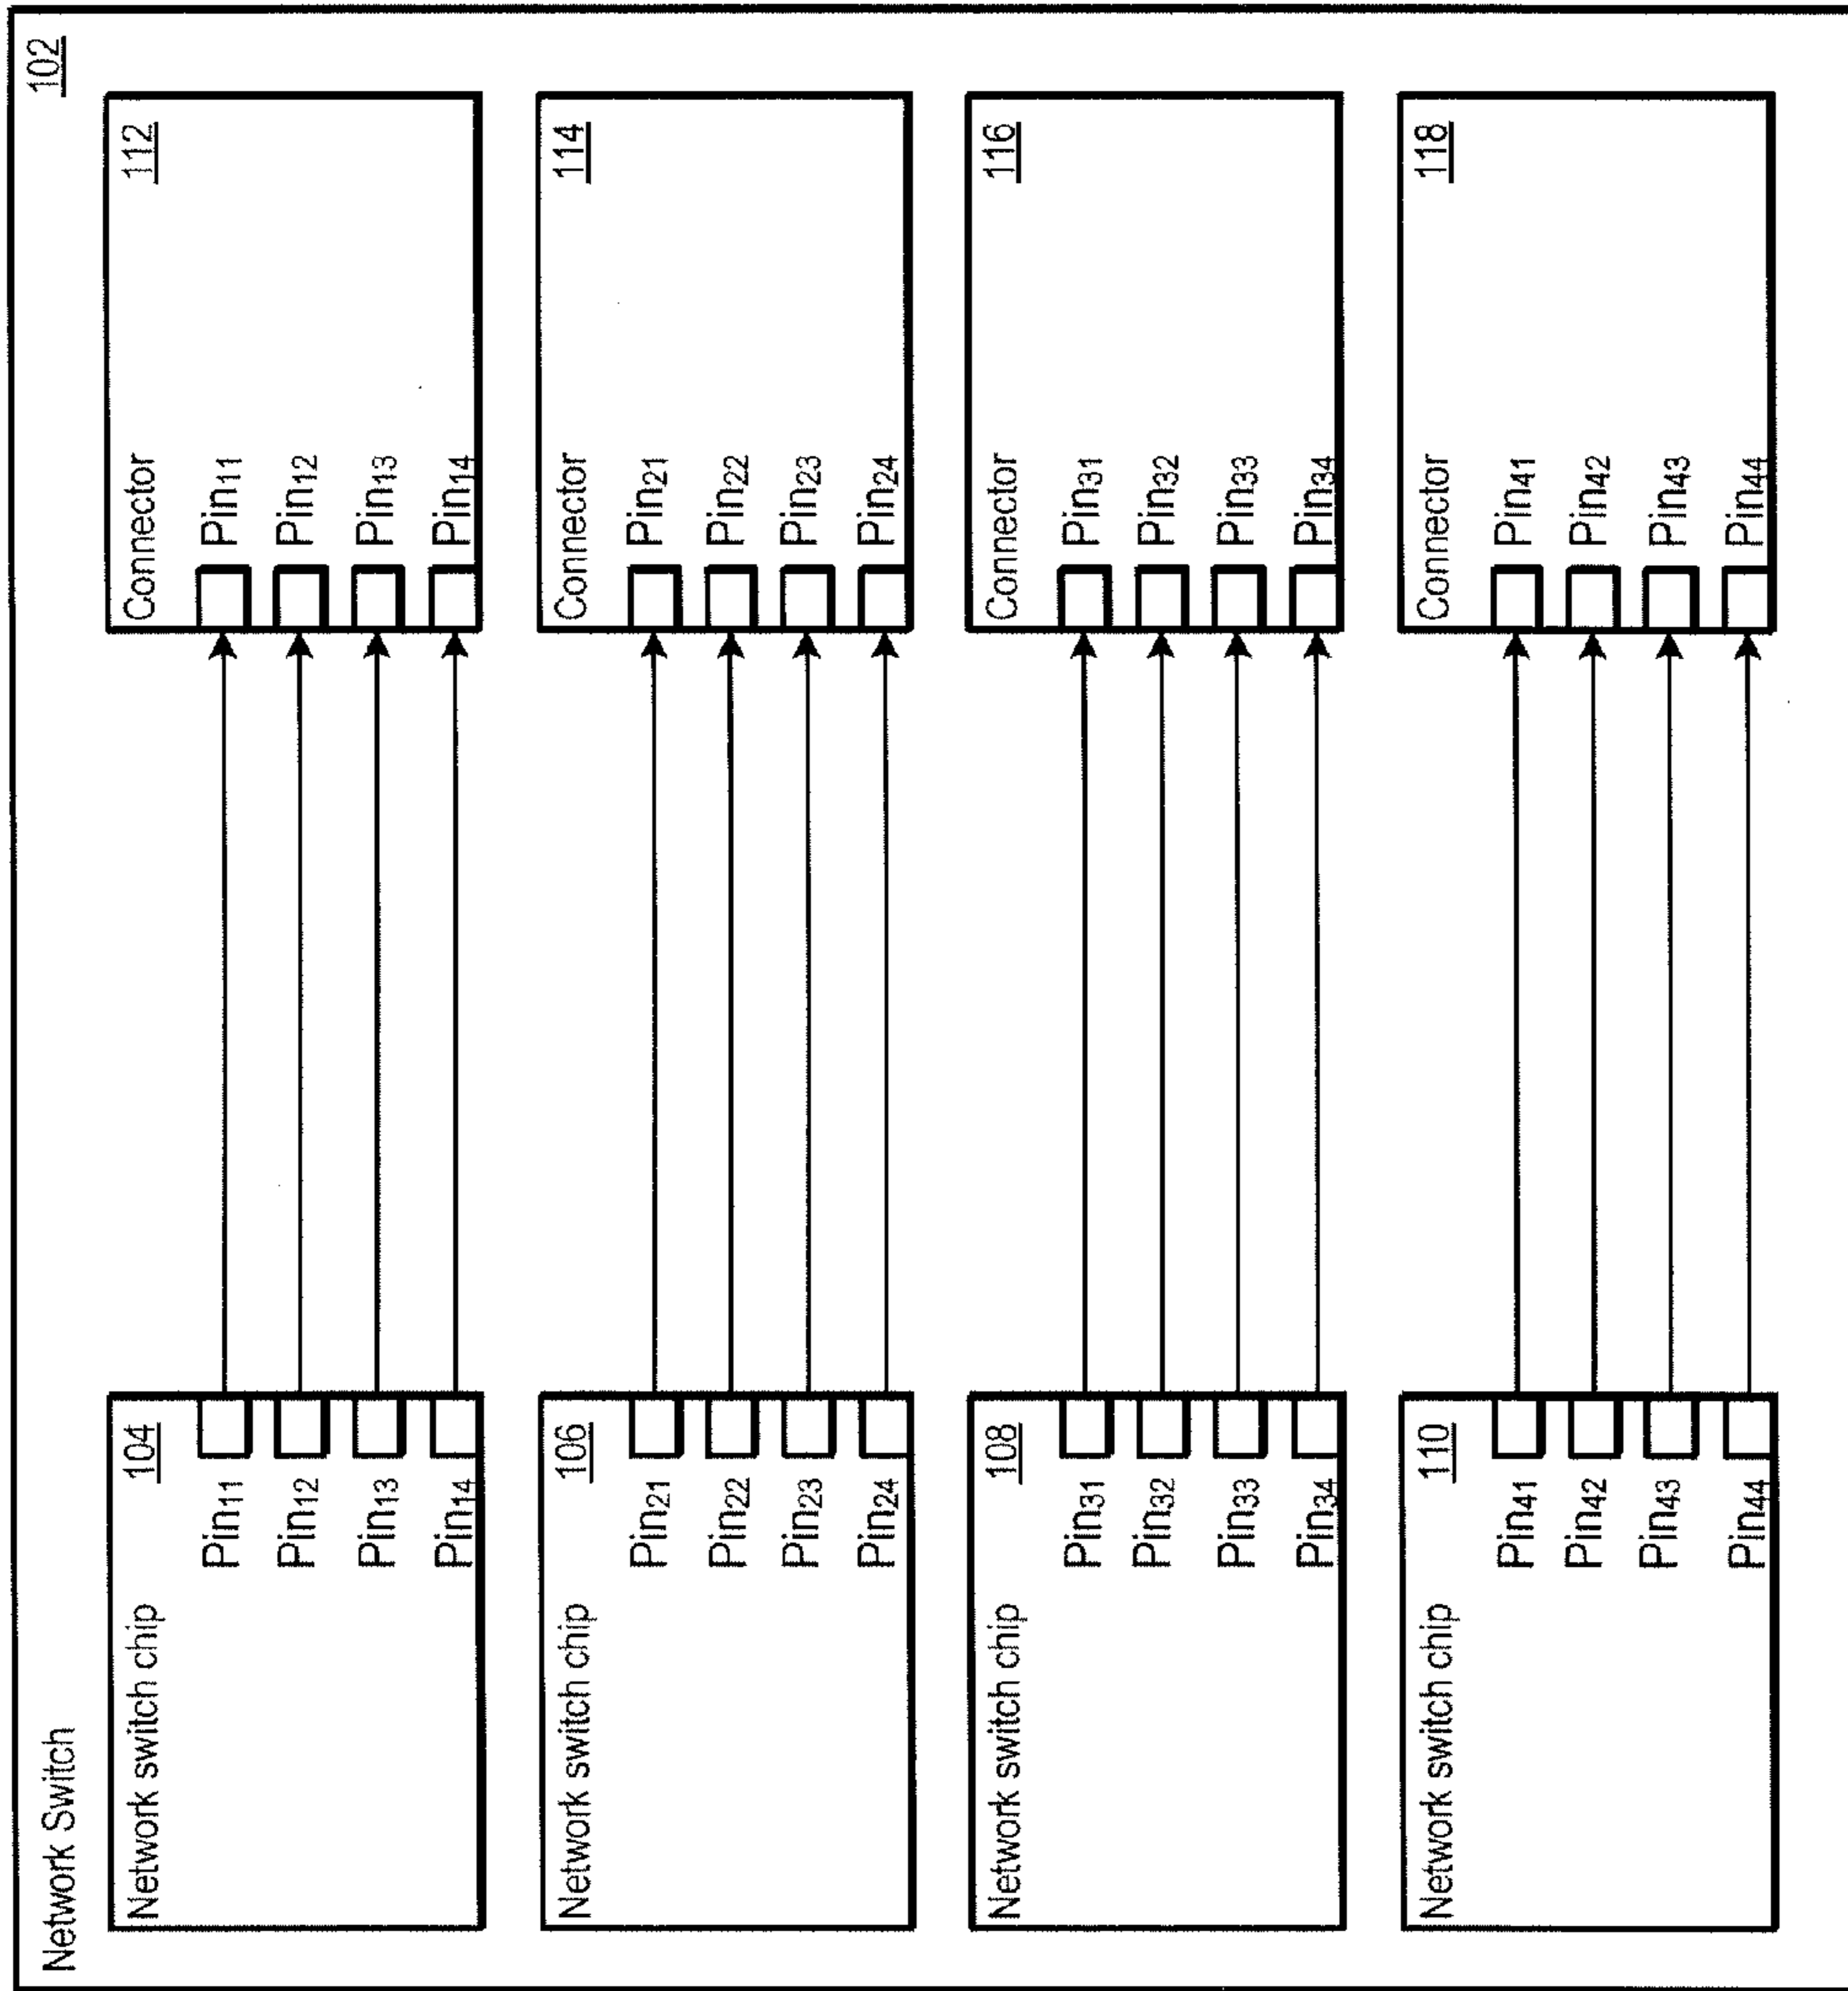 Network Switch
102
Network switch chip
104
Pin11
Pin12
Pin13
Pin14
Connector
112
Pin11
Pin12
Pin13
Pin14
Network switch chip
106
Pin21
Pin22
Pin23
Pin24
Connector
114
Pin21
Pin22
Pin23
Pin24
Network switch chip
108
Pin31
Pin32
Pin33
Pin34
Connector
116
Pin31
Pin32
Pin33
Pin34
Network switch chip
110
Pin41
Pin42
Pin43
Pin44
Connector
118
Pin41
Pin42
Pin43
Pin44